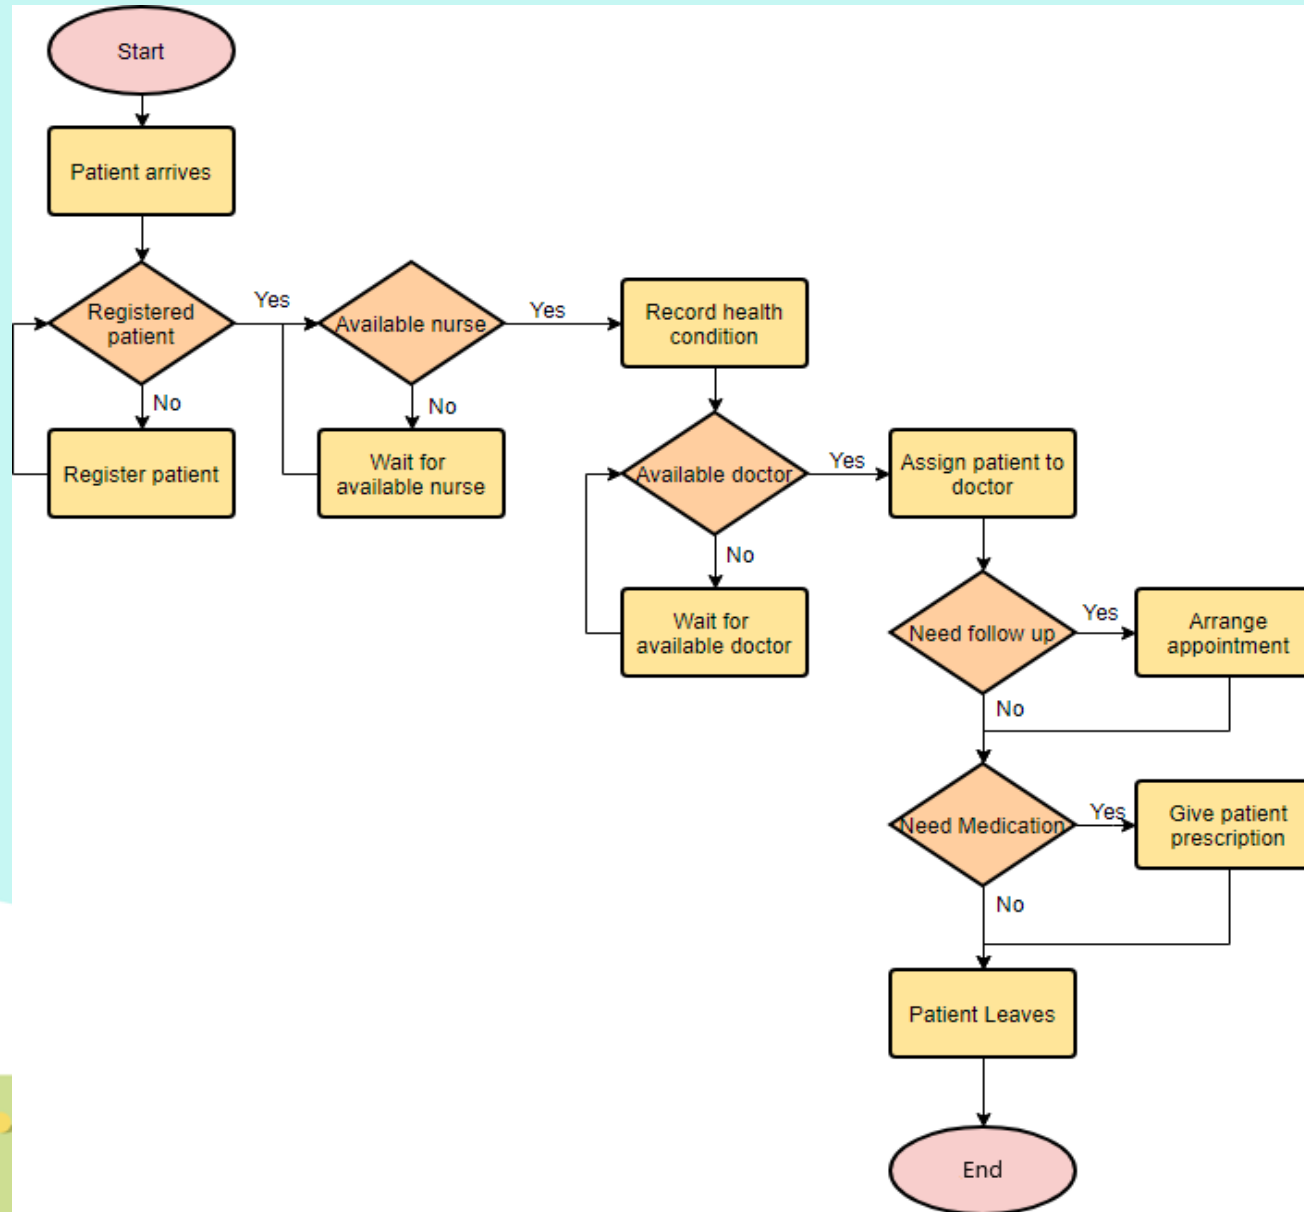 Start
Patient arrives
Registered
patient
Yes
No
Register patient
Available nurse
Yes
No
Wait for
available nurse
Record health
condition
Available doctor
Yes
No
Wait for
available doctor
Assign patient to
doctor
Need follow up
Yes
No
Arrange
appointment
Need Medication
Yes
No
Give patient
prescription
Patient Leaves
End